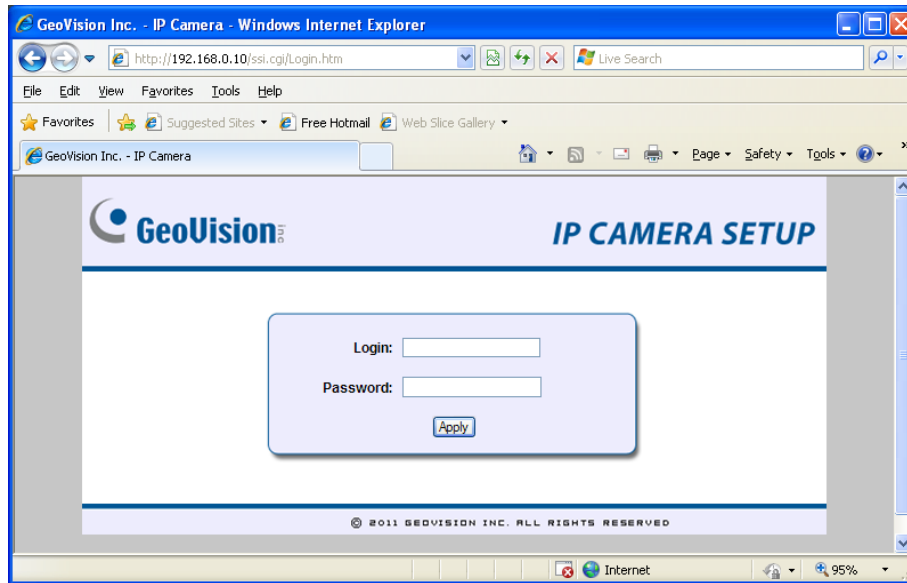 GeoVision Inc. - IP Camera - Windows Internet Explorer
http://192.168.0.10/ssi.cgi/Login.htm
Live Search
File Edit View Favorites Tools Help
Favorites Suggested Sites Free Hotmail Web Slice Gallery
GeoVision Inc. - IP Camera
Page Safety Tools »
GeoVision inc
IP CAMERA SETUP
Login:
Password:
Apply
© 2011 GEOVISION INC. ALL RIGHTS RESERVED
Internet 95%